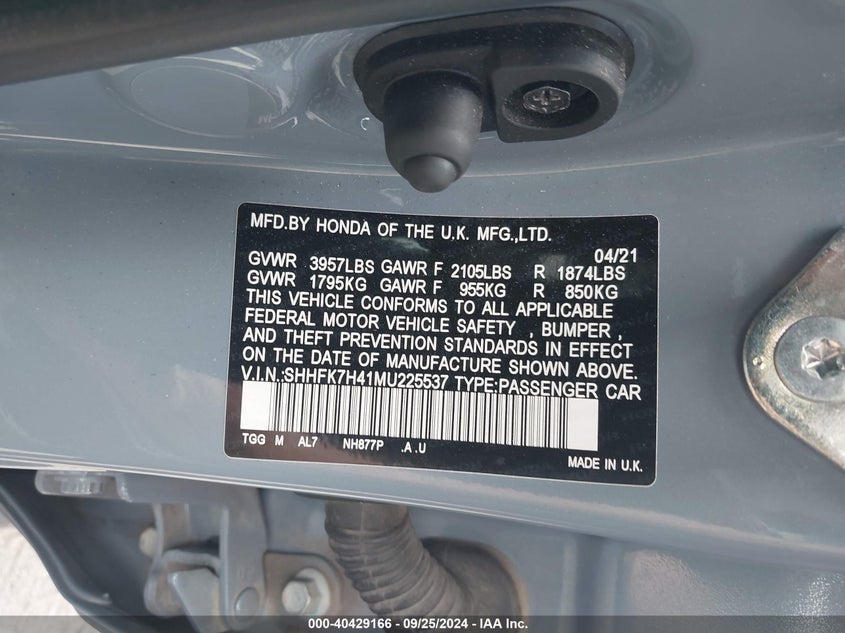 MFD.BY HONDA OF THE U.K. MFG.,LTD.
04/21
GVWR 3957LBS GAWR F 2105LBS R 1874LBS
GVWR 1795KG GAWR F 955KG R 850KG
THIS VEHICLE CONFORMS TO ALL APPLICABLE
FEDERAL MOTOR VEHICLE SAFETY , BUMPER ,
AND THEFT PREVENTION STANDARDS IN EFFECT
ON THE DATE OF MANUFACTURE SHOWN ABOVE.
V.I.N.:SHHFK7H41MU225537 TYPE:PASSENGER CAR
TGG M AL7 NH877P .A .U
MADE IN U.K.
000-40429166 - 09/25/2024 - IAA Inc.